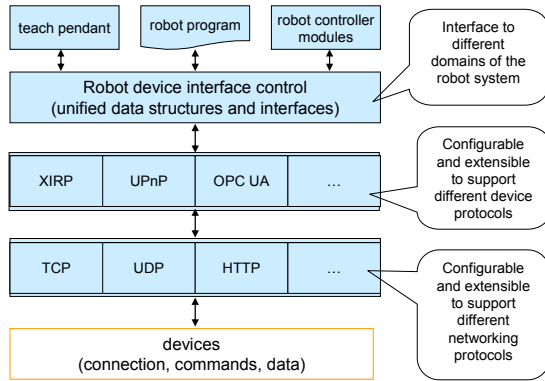 teach pendant
robot program
robot controller
modules
Interface to
different
domains of the
robot system
Robot device interface control
(unified data structures and interfaces)
XIRP
UPnP
OPC UA
…
Configurable
and extensible
to support
different device
protocols
TCP
UDP
HTTP
…
Configurable
and extensible
to support
different
networking
protocols
devices
(connection, commands, data)